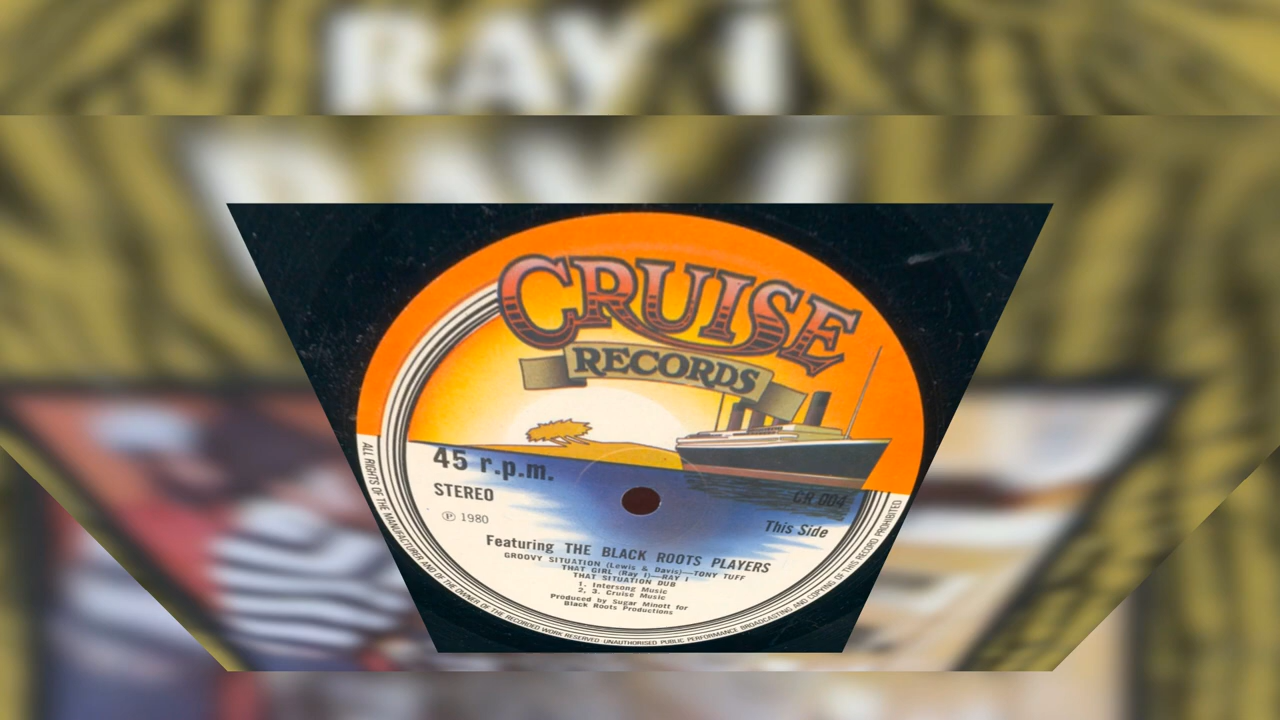 RAY I
CRUISE
RECORDS
45 r.p.m.
STEREO
CR 004
℗ 1980
This Side
Featuring THE BLACK ROOTS PLAYERS
GROOVY SITUATION (Lewis & Davis)—TONY TUFF
THAT GIRL (Ray I)—RAY I
THAT SITUATION DUB
1. Intersong Music
2, 3. Cruise Music
Produced by Sugar Minott for
Black Roots Productions
ALL RIGHTS OF THE MANUFACTURER AND OF THE OWNER OF THE RECORDED WORK RESERVED UNAUTHORISED PUBLIC PERFORMANCE BROADCASTING AND COPYING OF THIS RECORD PROHIBITED